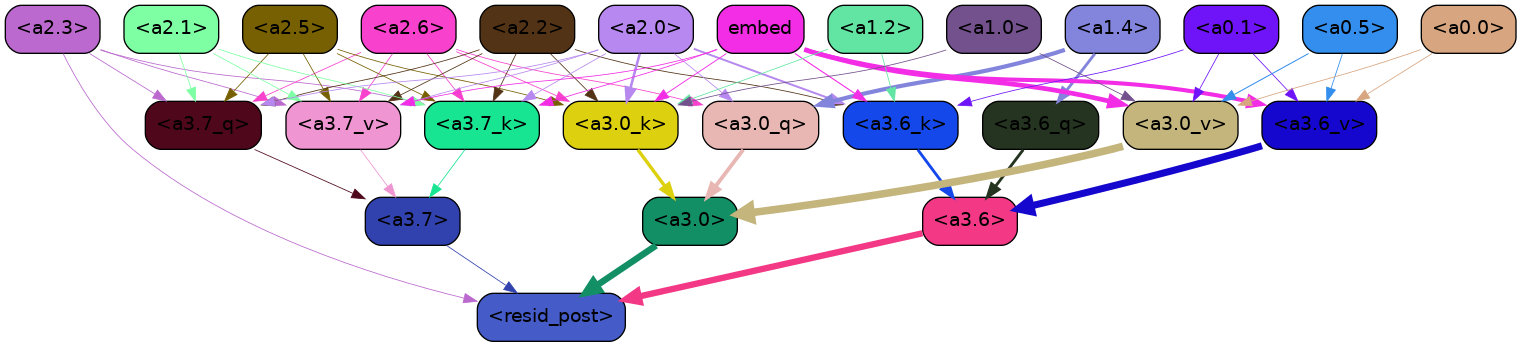 <a2.3> <a2.1> <a2.5> <a2.6> <a2.2> <a2.0> embed <a1.2> <a1.0> <a1.4> <a0.1> <a0.5> <a0.0>
<a3.7_q> <a3.7_v> <a3.7_k> <a3.0_k> <a3.0_q> <a3.6_k> <a3.6_q> <a3.0_v> <a3.6_v>
<a3.7> <a3.0> <a3.6>
<resid_post>